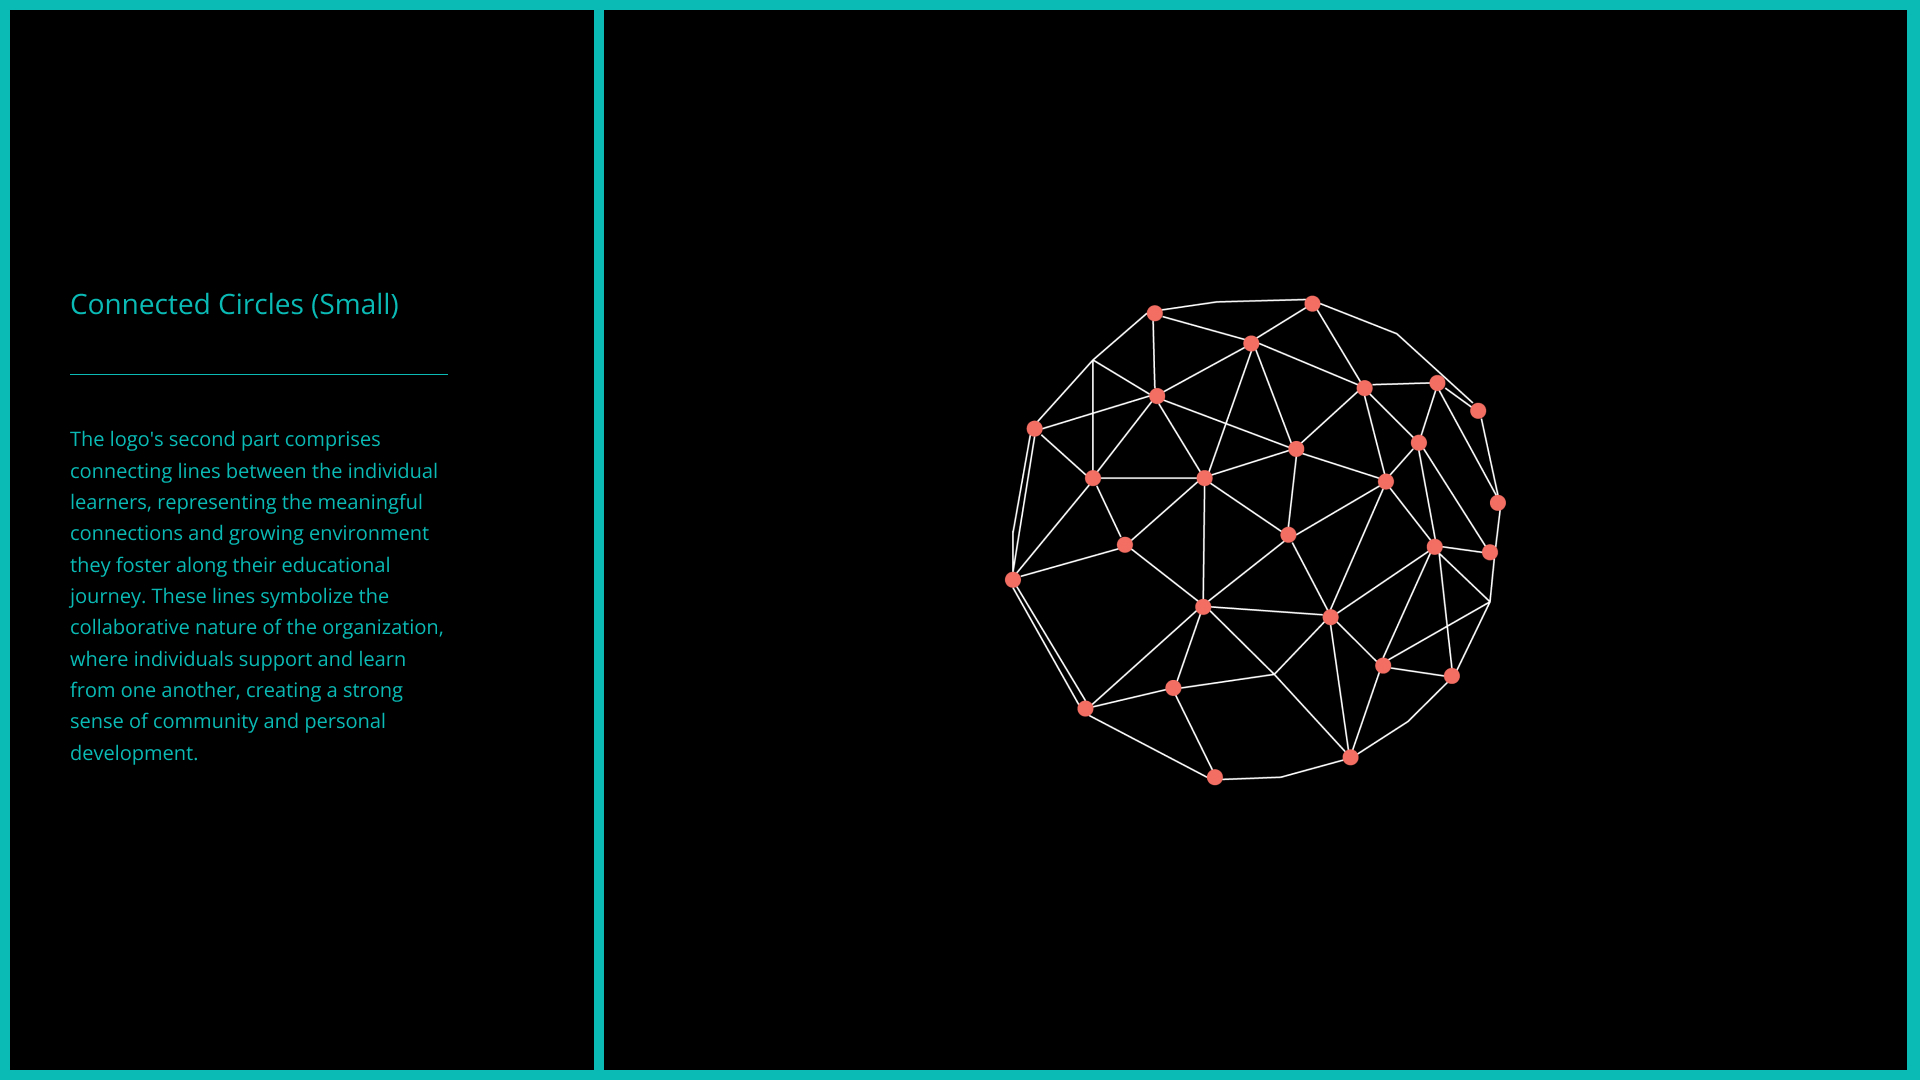 Connected Circles (Small)
The logo's second part comprises
connecting lines between the individual
learners, representing the meaningful
connections and growing environment
they foster along their educational
journey. These lines symbolize the
collaborative nature of the organization,
where individuals support and learn
from one another, creating a strong
sense of community and personal
development.